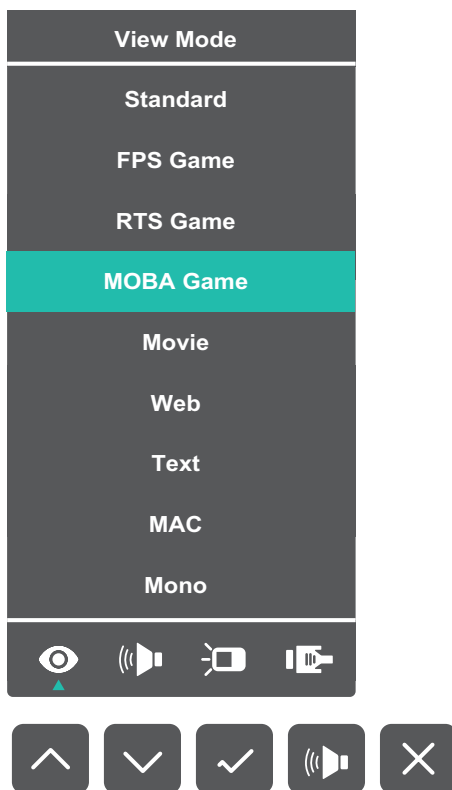 View Mode
Standard
FPS Game
RTS Game
MOBA Game
Movie
Web
Text
MAC
Mono